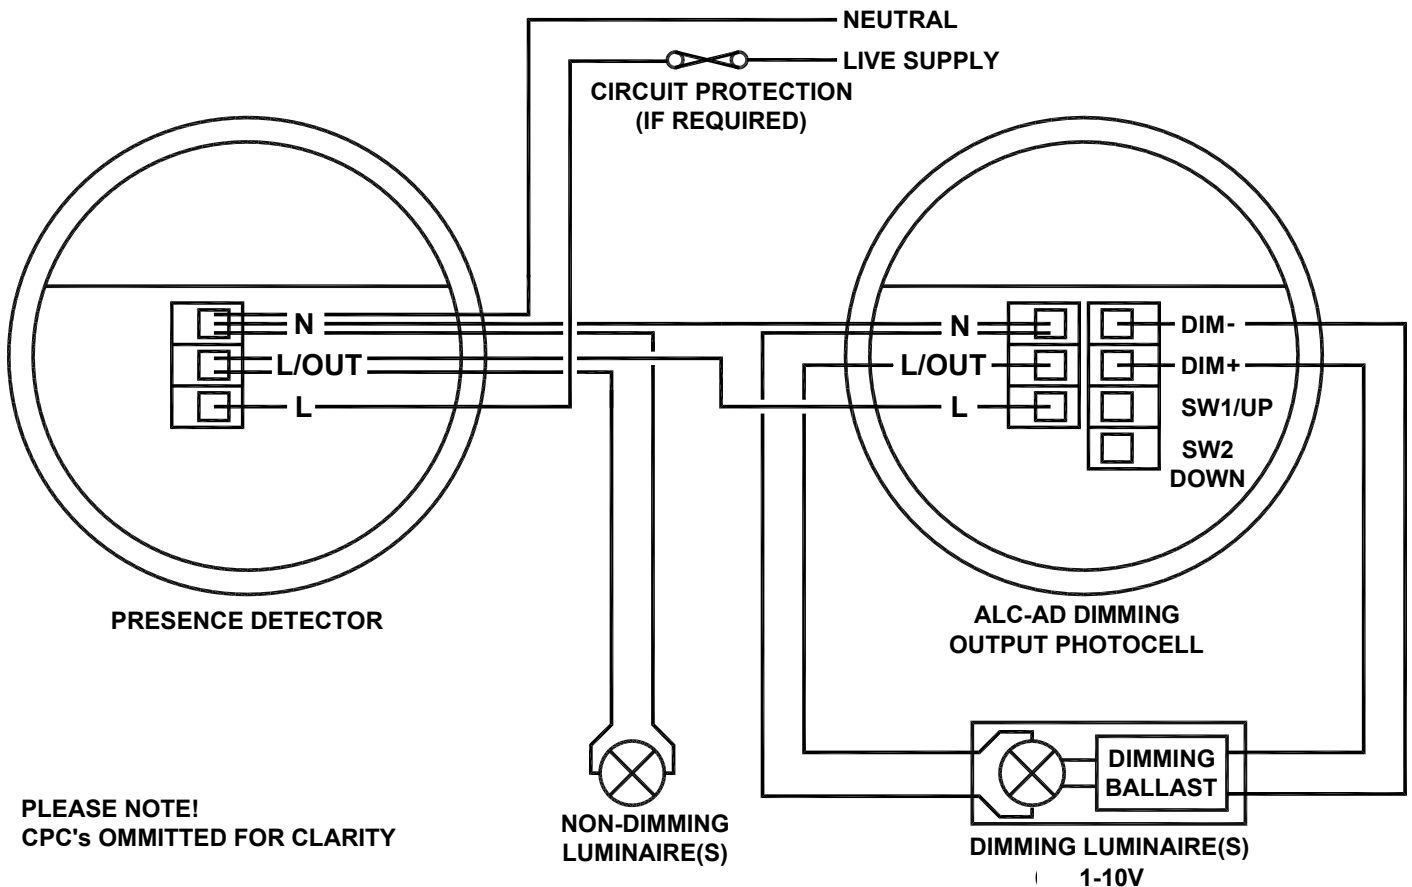 NEUTRAL
LIVE SUPPLY
CIRCUIT PROTECTION
(IF REQUIRED)
N
L/OUT
L
N
L/OUT
L
DIM-
DIM+
SW1/UP
SW2
DOWN
PRESENCE DETECTOR
ALC-AD DIMMING
OUTPUT PHOTOCELL
DIMMING
BALLAST
PLEASE NOTE!
CPC's OMMITTED FOR CLARITY
NON-DIMMING
LUMINAIRE(S)
DIMMING LUMINAIRE(S)
1-10V